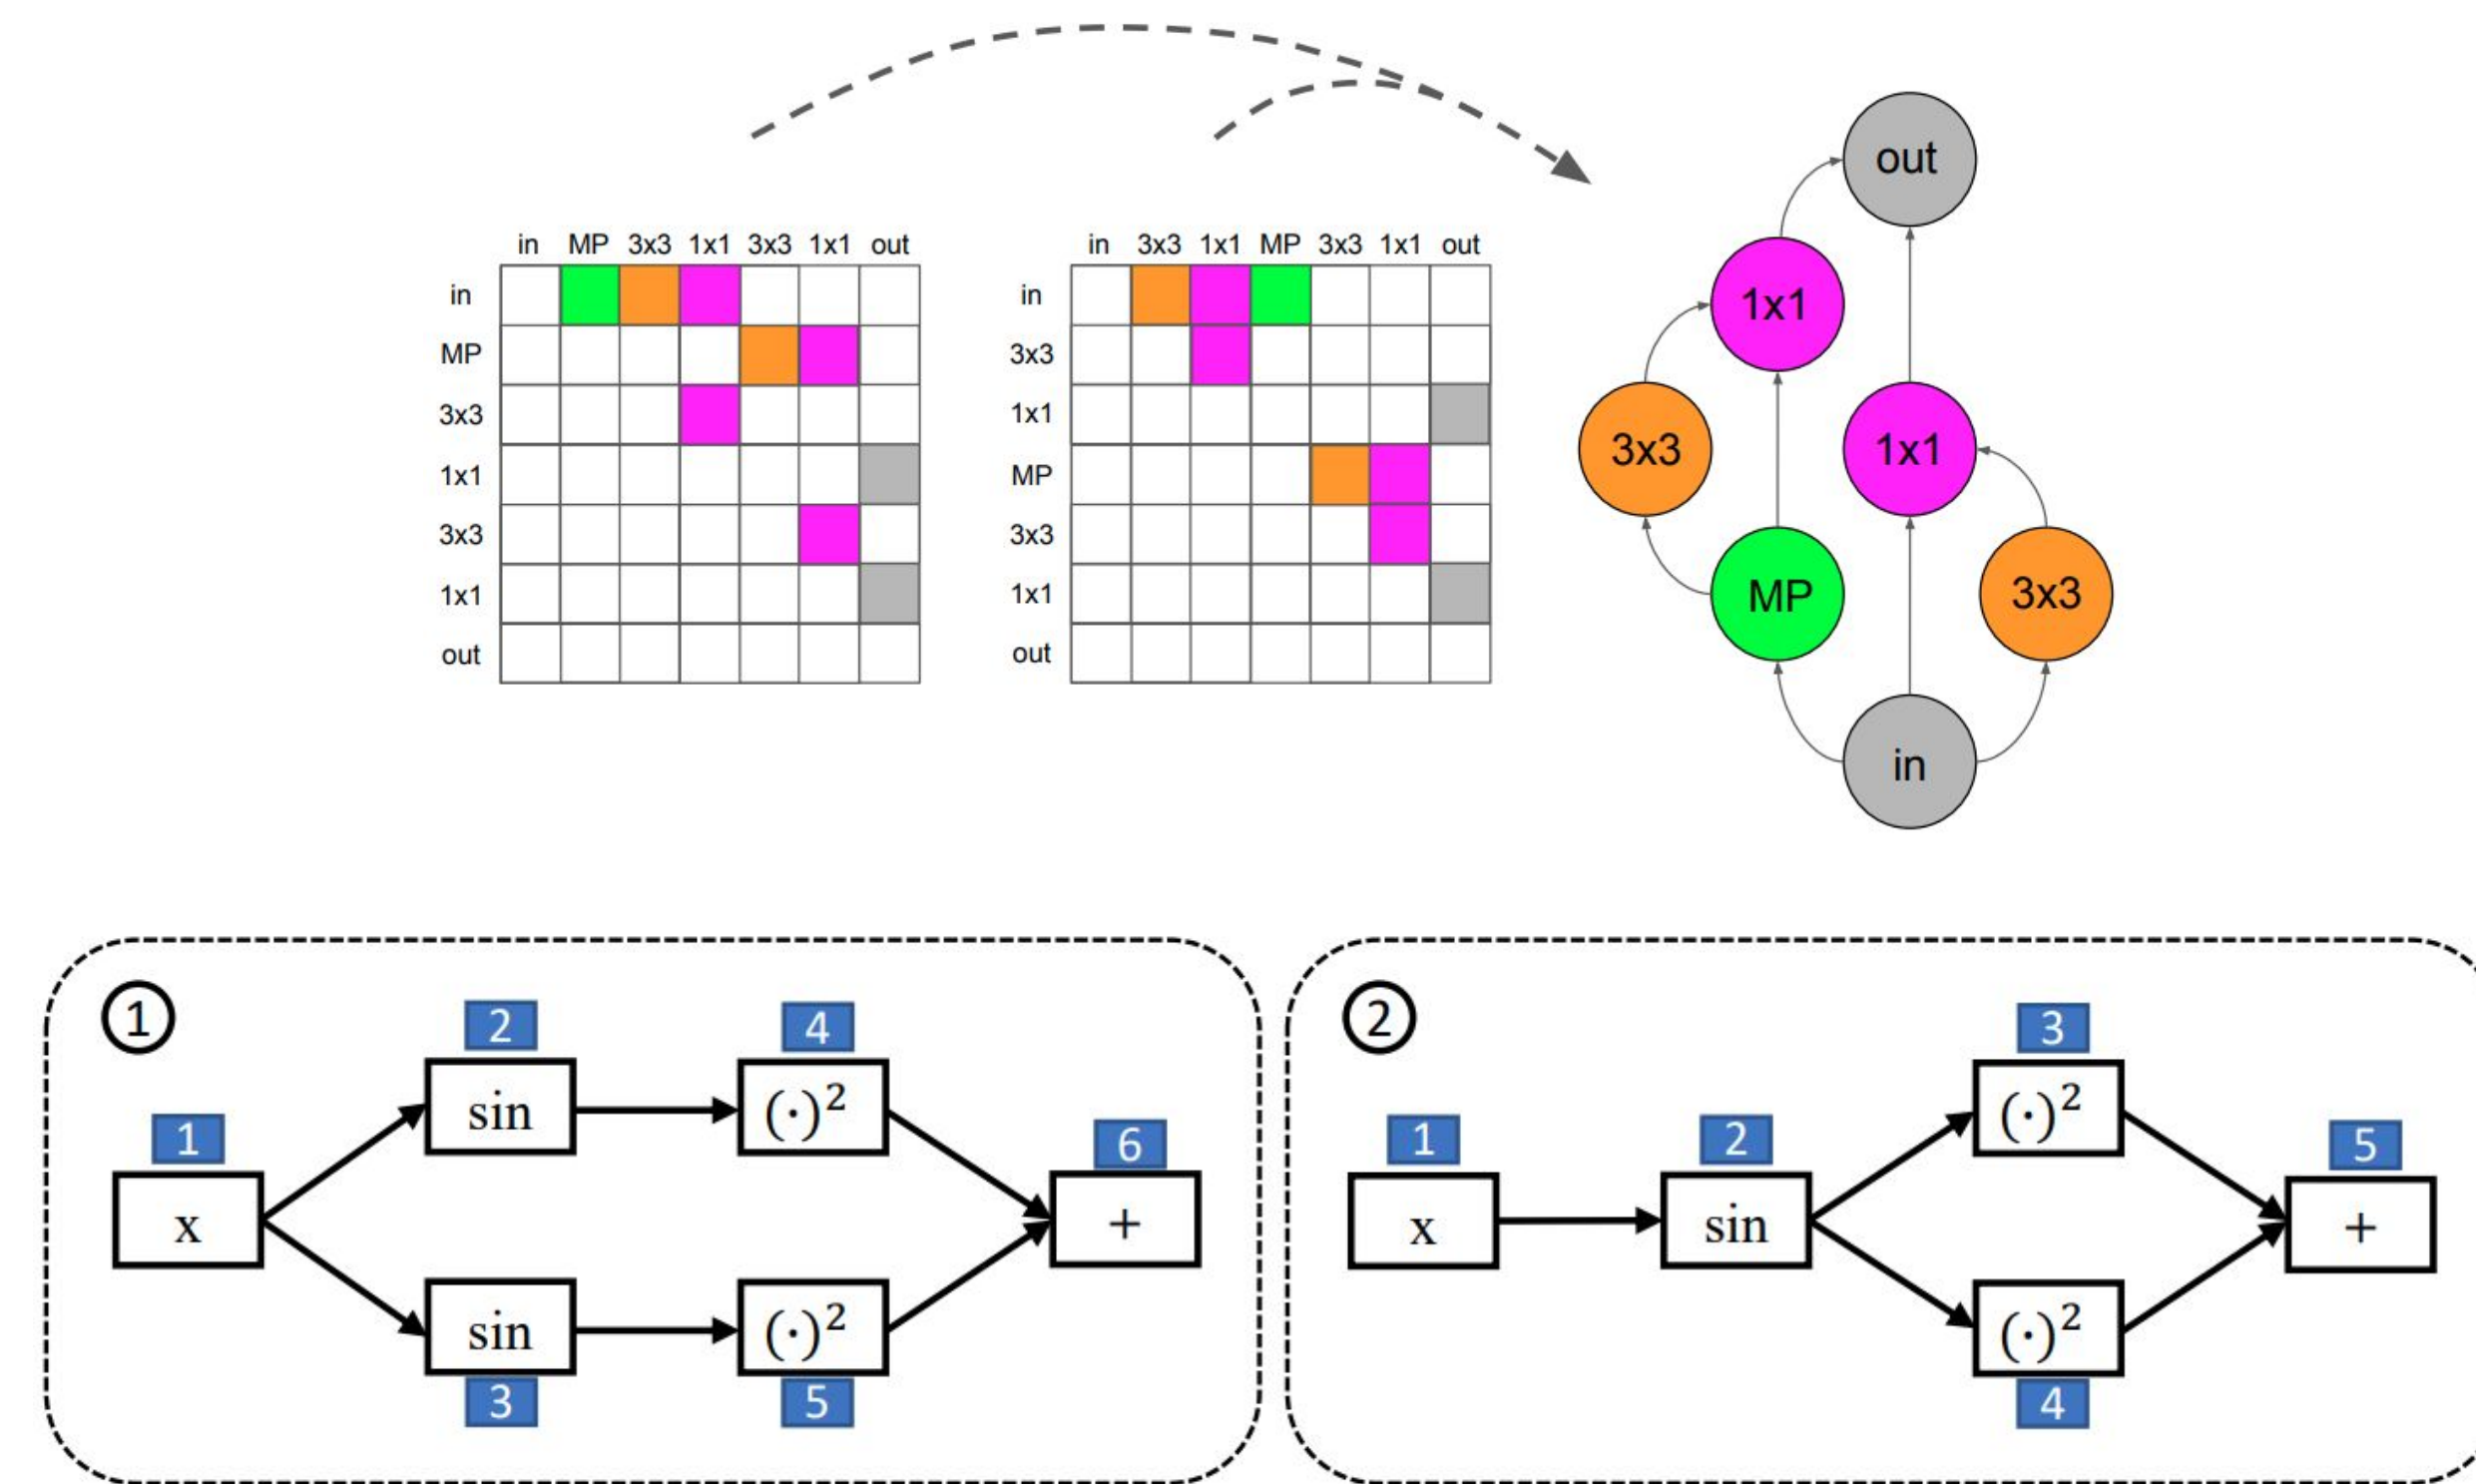 in MP 3x3 1x1 3x3 1x1 out
in
MP
3x3
1x1
3x3
1x1
out
in 3x3 1x1 MP 3x3 1x1 out
in
3x3
1x1
MP
3x3
1x1
out
out
1x1
3x3
1x1
MP
3x3
in
1
2
4
sin
(·)²
1
6
x
+
sin
(·)²
3
5
2
3
(·)²
1
2
5
x
sin
+
(·)²
4